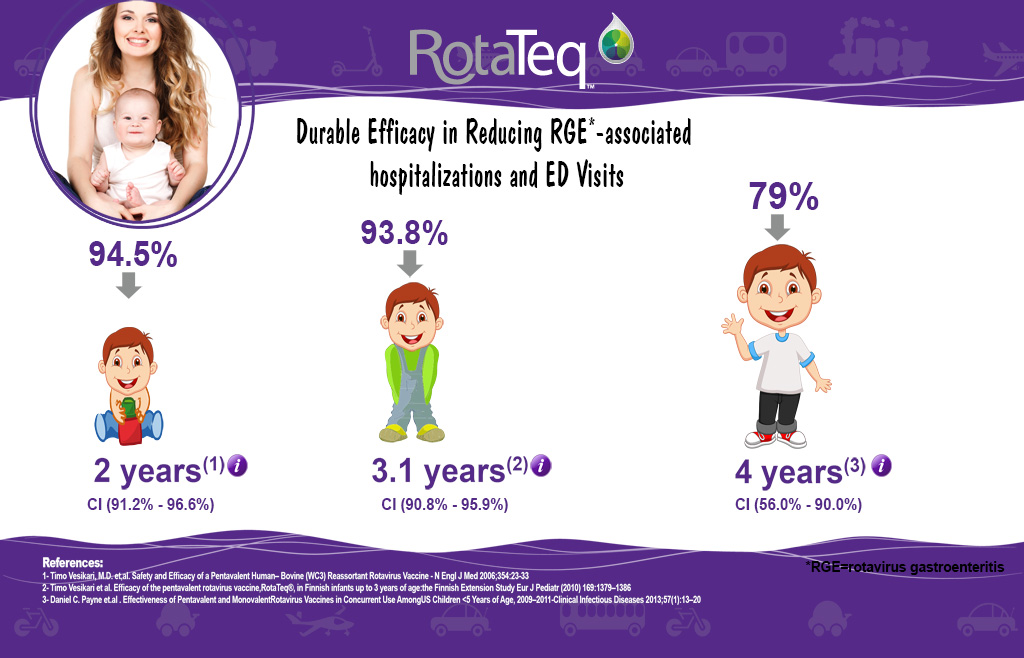 RotaTeq™
Durable Efficacy in Reducing RGE*-associated
hospitalizations and ED Visits
94.5%
93.8%
79%
2 years(1) i
3.1 years(2) i
4 years(3) i
CI (91.2% - 96.6%)
CI (90.8% - 95.9%)
CI (56.0% - 90.0%)
References:
1- Timo Vesikari, M.D. et,al. Safety and Efficacy of a Pentavalent Human– Bovine (WC3) Reassortant Rotavirus Vaccine - N Engl J Med 2006;354:23-33
2- Timo Vesikari et al. Efficacy of the pentavalent rotavirus vaccine,RotaTeq®, in Finnish infants up to 3 years of age:the Finnish Extension Study Eur J Pediatr (2010) 169:1379–1386
3- Daniel C. Payne et.al . Effectiveness of Pentavalent and MonovalentRotavirus Vaccines in Concurrent Use AmongUS Children <5 Years of Age, 2009–2011-Clinical Infectious Diseases 2013;57(1):13–20
*RGE=rotavirus gastroenteritis